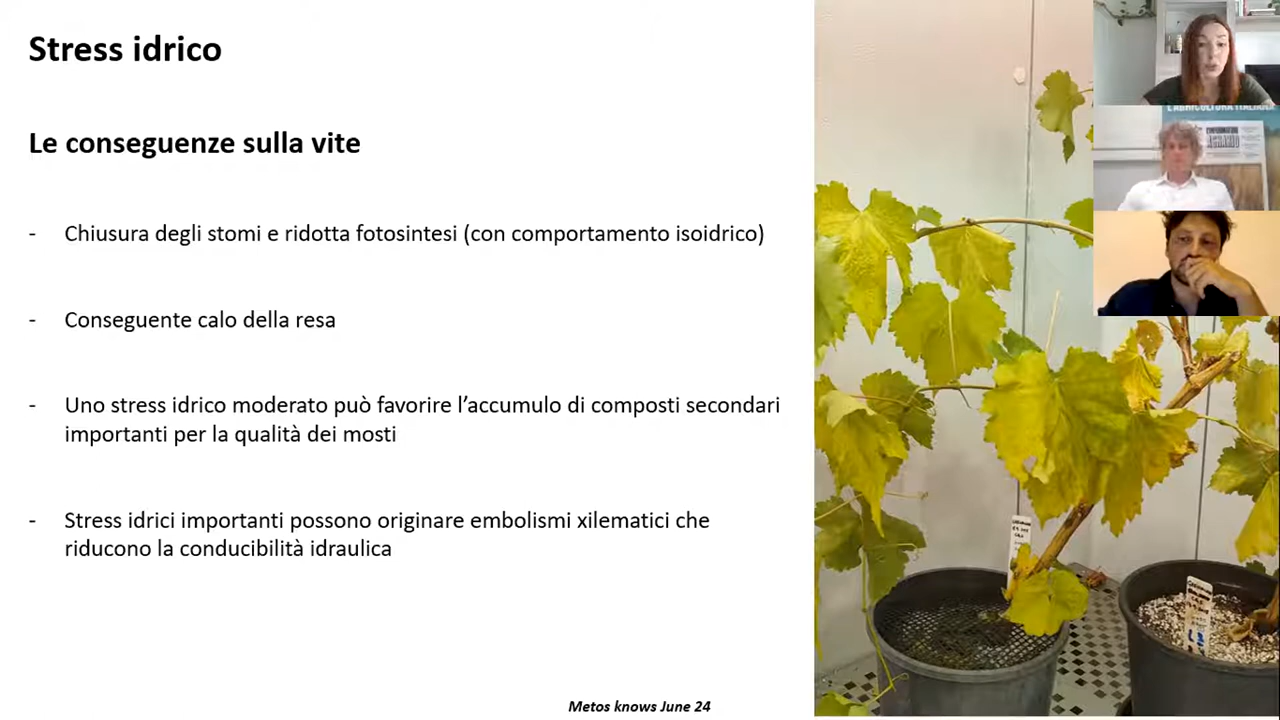 Stress idrico
Le conseguenze sulla vite
- Chiusura degli stomi e ridotta fotosintesi (con comportamento isoidrico)
- Conseguente calo della resa
- Uno stress idrico moderato può favorire l’accumulo di composti secondari
importanti per la qualità dei mosti
- Stress idrici importanti possono originare embolismi xilematici che
riducono la conducibilità idraulica
Metos knows June 24
L'AGRICOLTURA ITALIANA